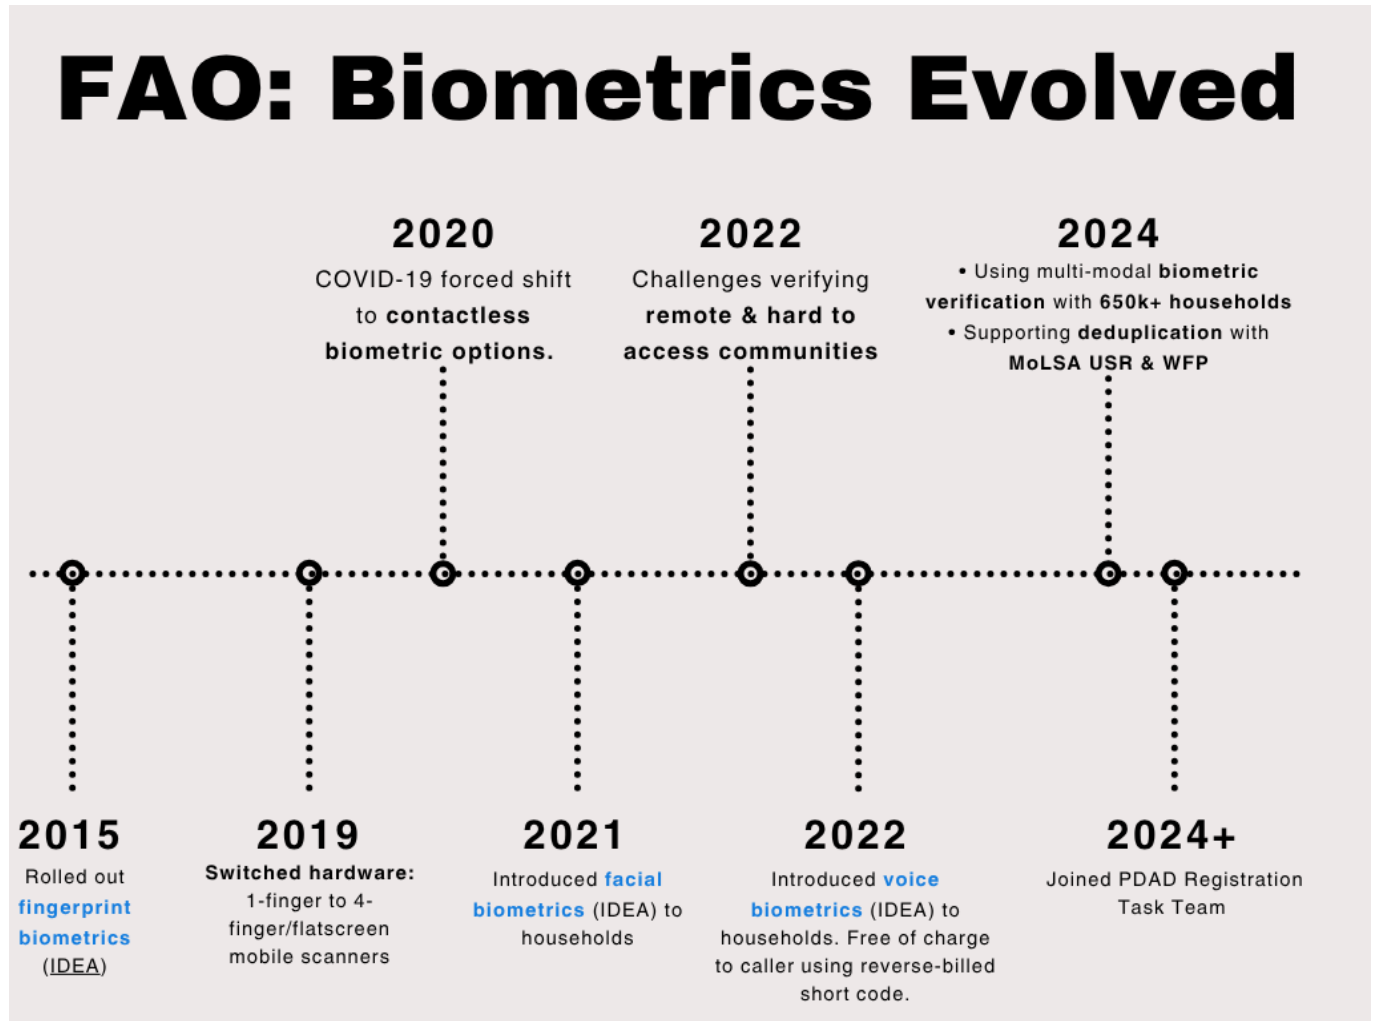 FAO: Biometrics Evolved
2020
COVID-19 forced shift
to contactless
biometric options.
2022
Challenges verifying
remote & hard to
access communities
2024
• Using multi-modal biometric
verification with 650k+ households
• Supporting deduplication with
MoLSA USR & WFP
2015
Rolled out
fingerprint
biometrics
(IDEA)
2019
Switched hardware:
1-finger to 4-
finger/flatscreen
mobile scanners
2021
Introduced facial
biometrics (IDEA) to
households
2022
Introduced voice
biometrics (IDEA) to
households. Free of charge
to caller using reverse-billed
short code.
2024+
Joined PDAD Registration
Task Team